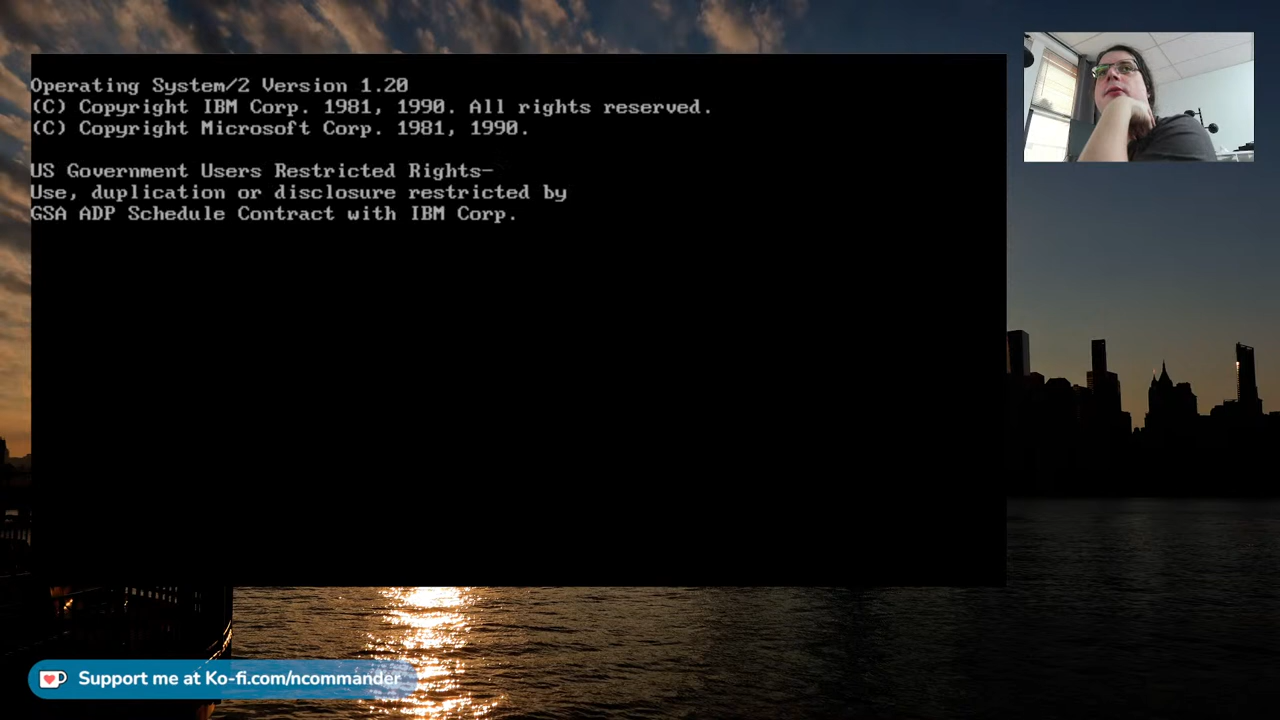 Operating System/2 Version 1.20
(C) Copyright IBM Corp. 1981, 1990. All rights reserved.
(C) Copyright Microsoft Corp. 1981, 1990.
US Government Users Restricted Rights-
Use, duplication or disclosure restricted by
GSA ADP Schedule Contract with IBM Corp.
Support me at Ko-fi.com/ncommander